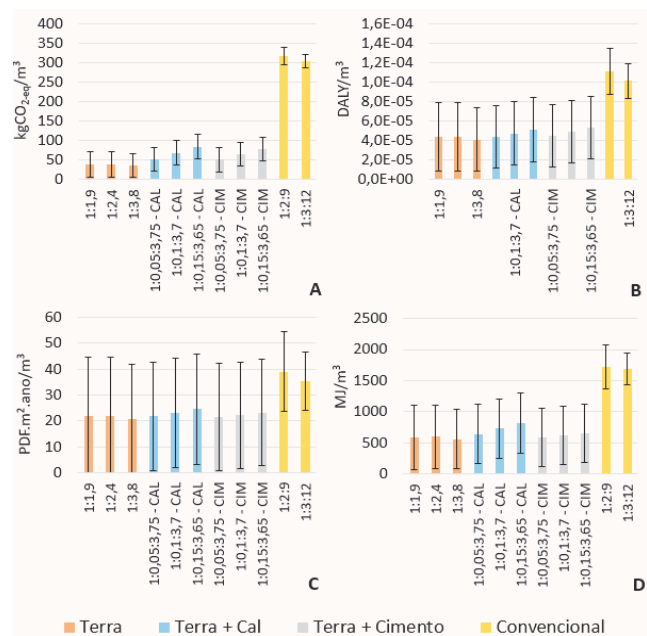 kgCO2-eq/m³
400
350
300
250
200
150
100
50
0
1:1,9
1:2,4
1:3,8
1:0,05:3,75 - CAL
1:0,1:3,7 - CAL
1:0,15:3,65 - CAL
1:0,05:3,75 - CIM
1:0,1:3,7 - CIM
1:0,15:3,65 - CIM
1:2:9
1:3:12
A
DALY/m³
1,6E-04
1,4E-04
1,2E-04
1,0E-04
8,0E-05
6,0E-05
4,0E-05
2,0E-05
0,0E+00
1:1,9
1:3,8
1:0,1:3,7 - CAL
1:0,05:3,75 - CIM
1:0,15:3,65 - CIM
1:3:12
B
PDF.m².ano/m³
60
50
40
30
20
10
0
1:1,9
1:2,4
1:3,8
1:0,05:3,75 - CAL
1:0,1:3,7 - CAL
1:0,15:3,65 - CAL
1:0,05:3,75 - CIM
1:0,1:3,7 - CIM
1:0,15:3,65 - CIM
1:2:9
1:3:12
C
MJ/m³
2500
2000
1500
1000
500
0
1:1,9
1:2,4
1:3,8
1:0,05:3,75 - CAL
1:0,1:3,7 - CAL
1:0,15:3,65 - CAL
1:0,05:3,75 - CIM
1:0,1:3,7 - CIM
1:0,15:3,65 - CIM
1:2:9
1:3:12
D
Terra
Terra + Cal
Terra + Cimento
Convencional